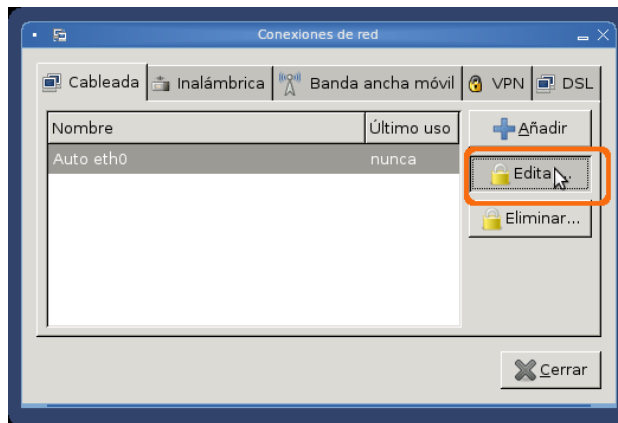 Conexiones de red
Cableada Inalámbrica Banda ancha móvil VPN DSL
Nombre Último uso Añadir
Auto eth0 nunca
Edita
Eliminar...
Cerrar